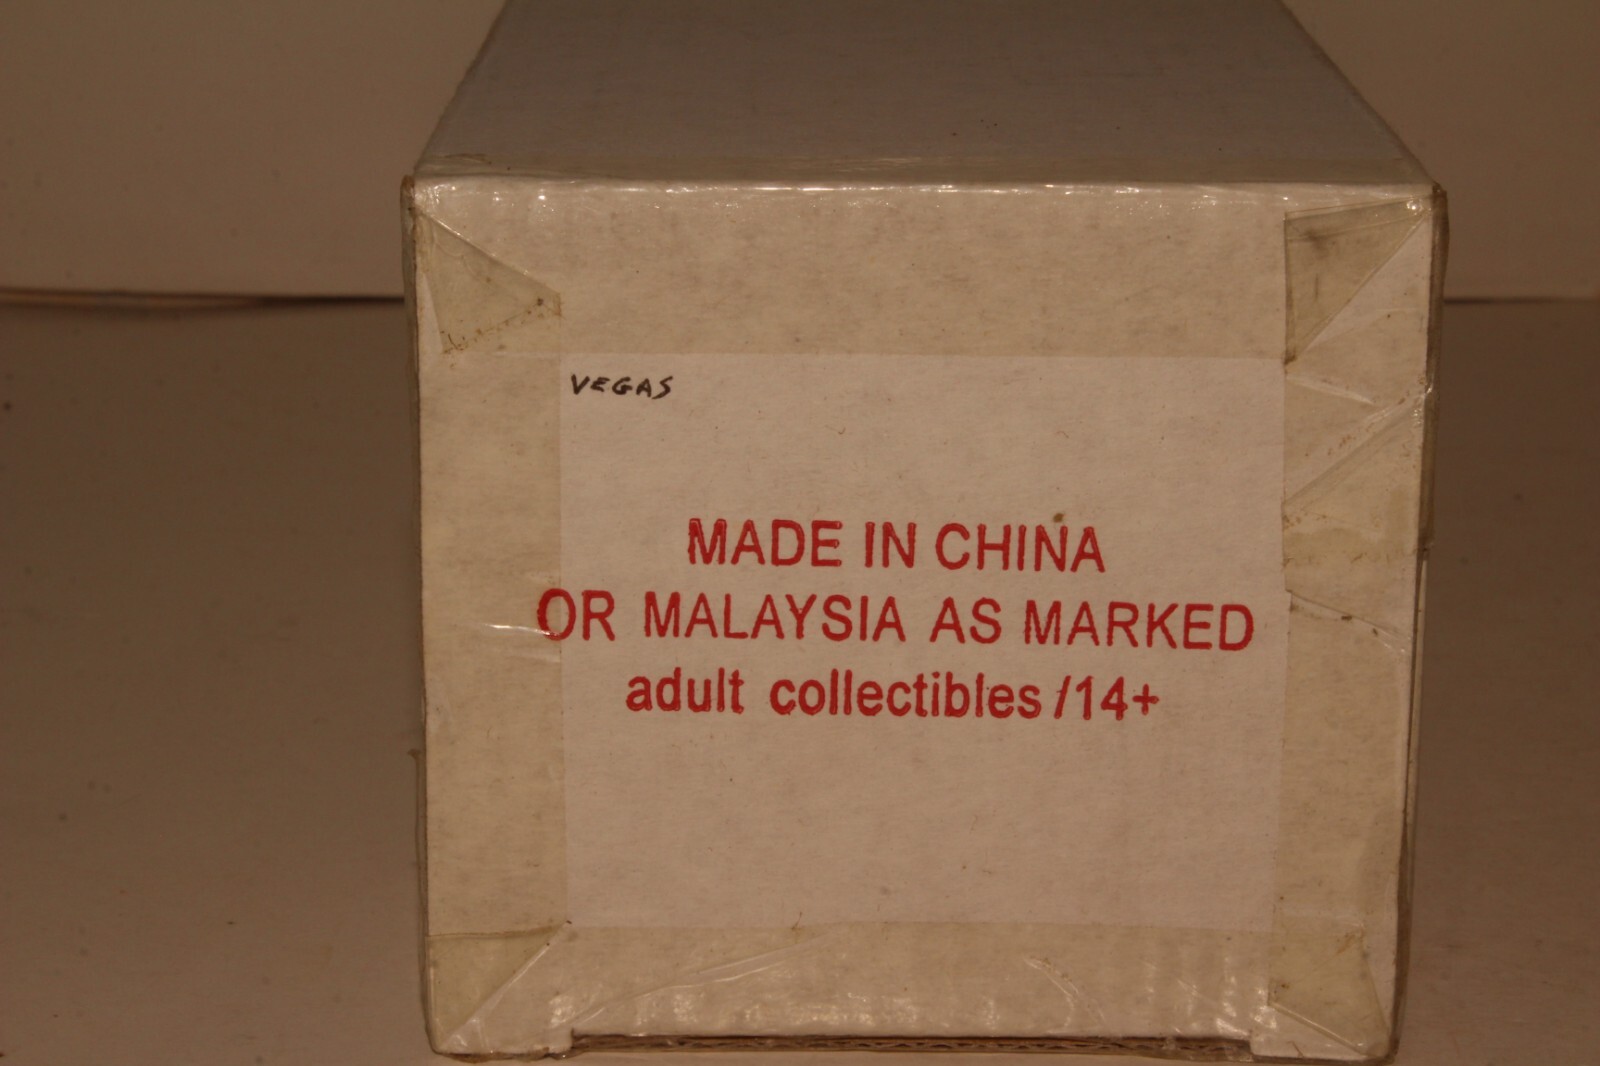 VEGAS
MADE IN CHINA
OR MALAYSIA AS MARKED
adult collectibles /14+